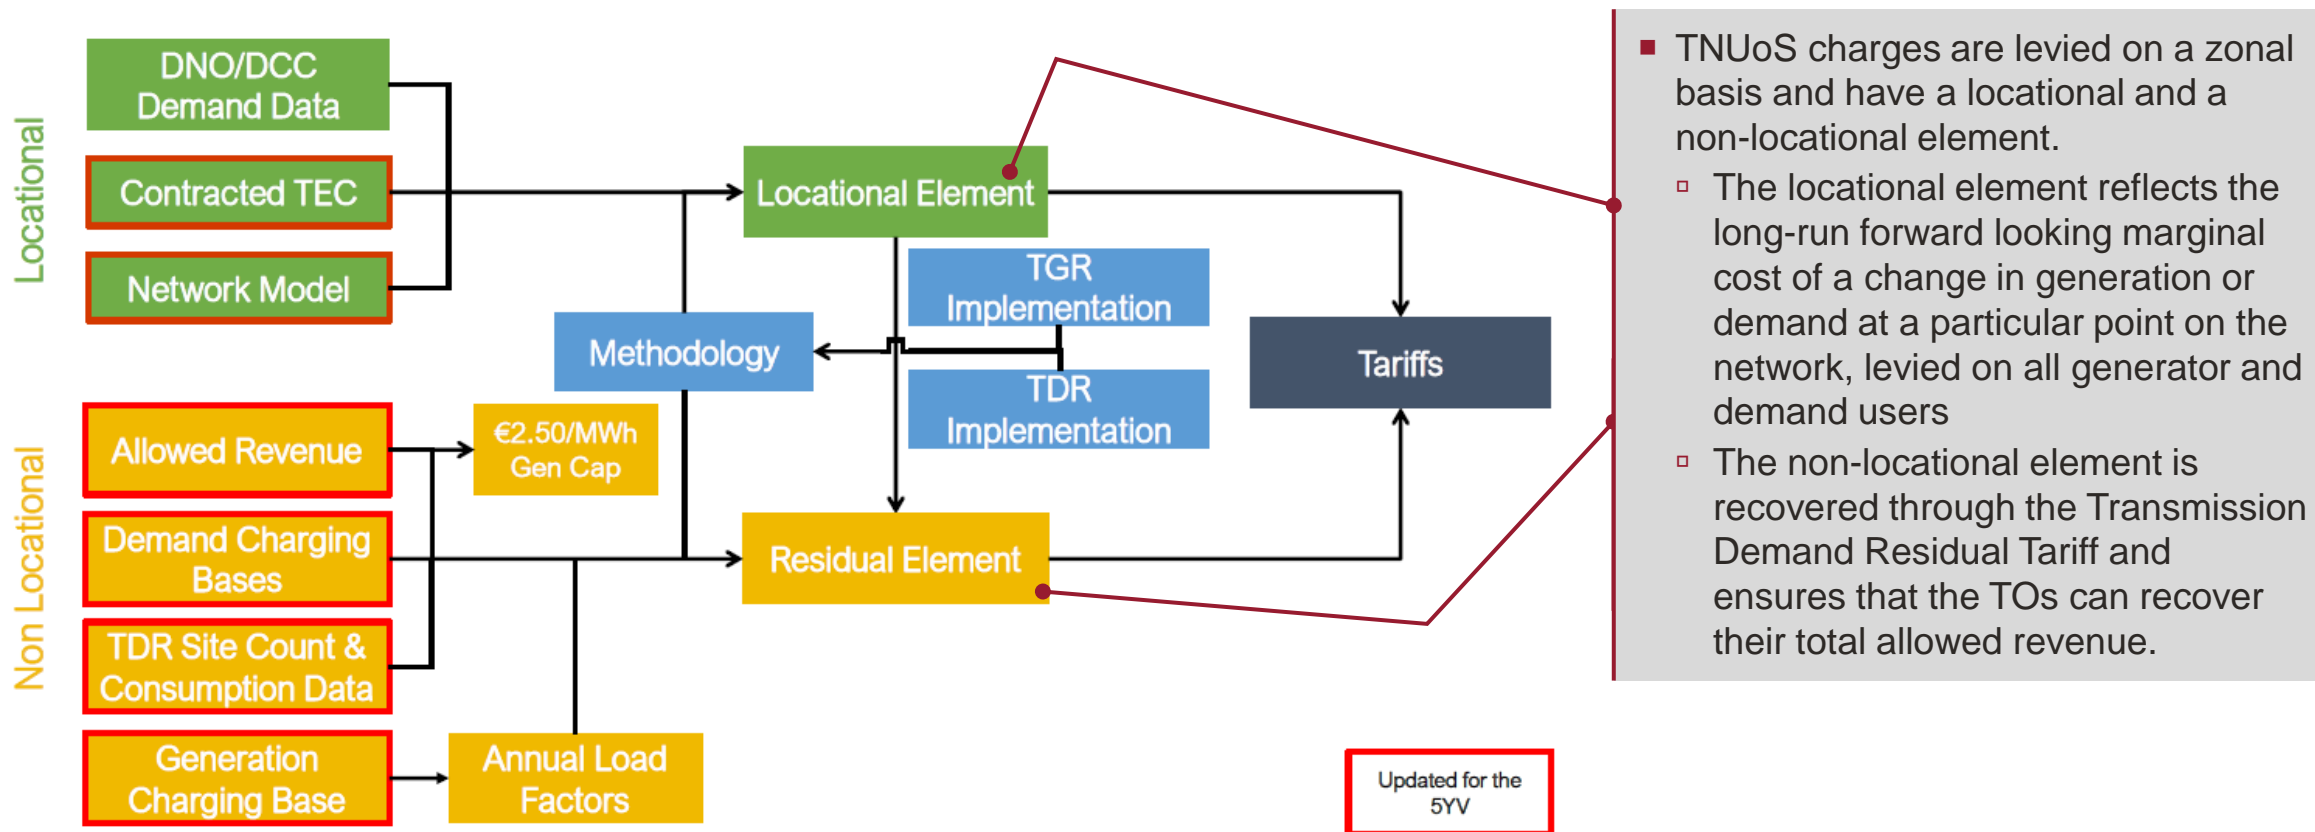 Locational
DNO/DCC
Demand Data
Contracted TEC
Network Model
Locational Element
TGR
Implementation
Methodology
TDR
Implementation
Tariffs
Non Locational
Allowed Revenue
€2.50/MWh
Gen Cap
Demand Charging
Bases
Residual Element
TDR Site Count &
Consumption Data
Generation
Charging Base
Annual Load
Factors
Updated for the
5YV
TNUoS charges are levied on a zonal
basis and have a locational and a
non-locational element.
The locational element reflects the
long-run forward looking marginal
cost of a change in generation or
demand at a particular point on the
network, levied on all generator and
demand users
The non-locational element is
recovered through the Transmission
Demand Residual Tariff and
ensures that the TOs can recover
their total allowed revenue.